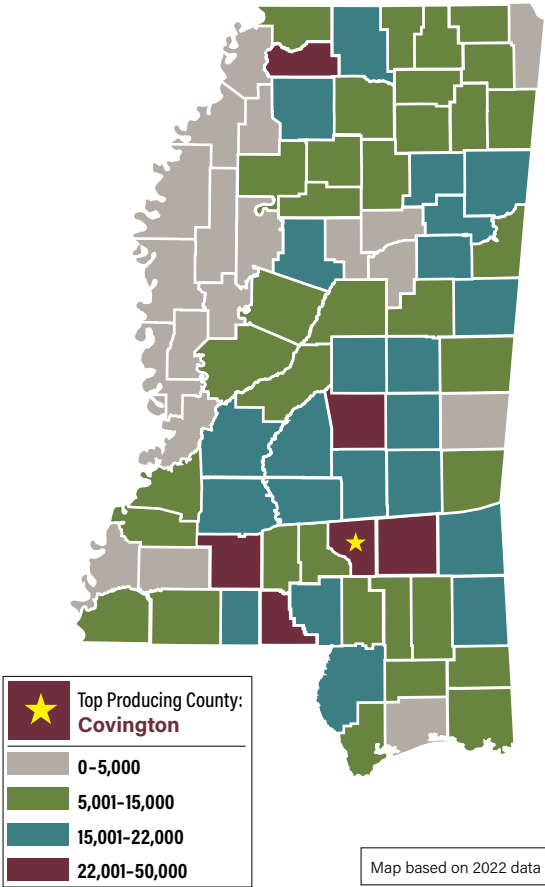 Top Producing County:
Covington
0–5,000
5,001–15,000
15,001–22,000
22,001–50,000
Map based on 2022 data